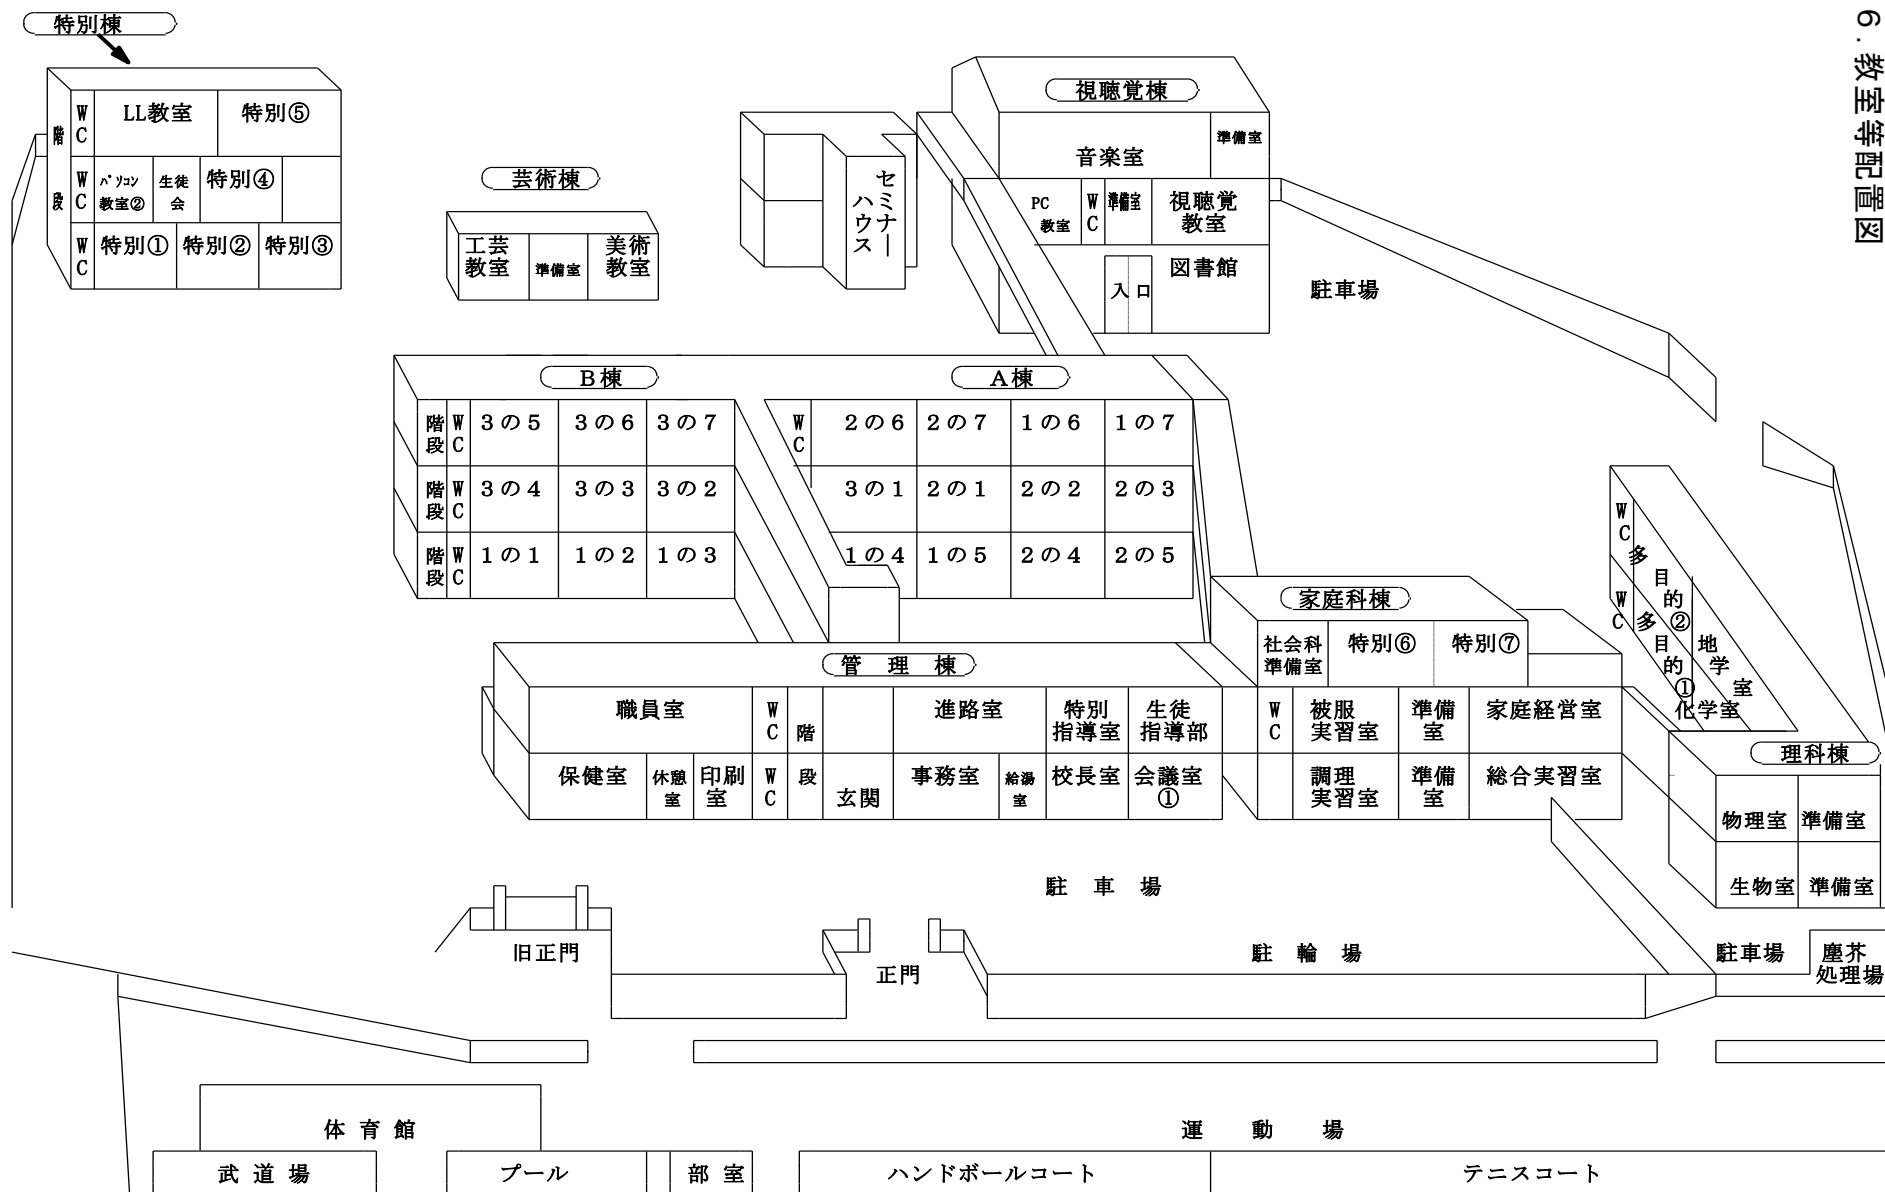 6．教室等配置図
特別棟
WC
LL教室
特別⑤
階段
WC
パソコン
教室②
生徒
会
特別④
WC
特別①
特別②
特別③
芸術棟
工芸
教室
準備室
美術
教室
セミナー
ハウス
視聴覚棟
音楽室
準備室
PC
教室
WC
準備室
視聴覚
教室
図書館
入口
駐車場
B棟
A棟
階段
WC
3の5
3の6
3の7
WC
2の6
2の7
1の6
1の7
階段
WC
3の4
3の3
3の2
3の1
2の1
2の2
2の3
階段
WC
1の1
1の2
1の3
1の4
1の5
2の4
2の5
家庭科棟
社会科
準備室
特別⑥
特別⑦
WC
多目的②
地学室
WC
多目的①
化学室
管理棟
職員室
WC
階段
進路室
特別
指導室
生徒
指導部
WC
被服
実習室
準備
室
家庭経営室
保健室
休憩
室
印刷
室
WC
玄関
事務室
給湯
室
校長室
会議室
①
調理
実習室
準備
室
総合実習室
理科棟
物理室
準備室
生物室
準備室
駐車場
旧正門
正門
駐輪場
駐車場
塵芥
処理場
体育館
運動場
武道場
プール
部室
ハンドボールコート
テニスコート